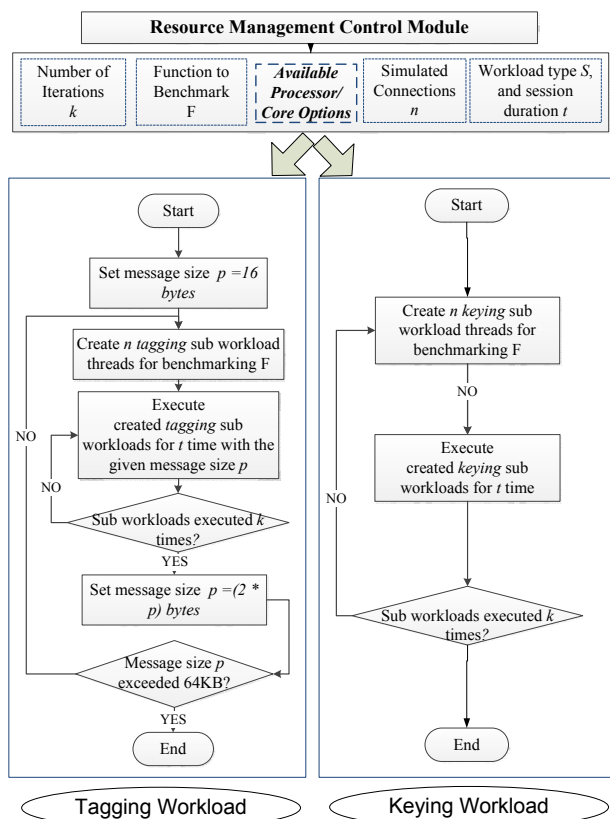 Resource Management Control Module
Number of
Iterations
k
Function to
Benchmark
F
Available
Processor/
Core Options
Simulated
Connections
n
Workload type S,
and session
duration t
Start
Set message size p =16
bytes
Create n tagging sub workload
threads for benchmarking F
Execute
created tagging sub
workloads for t time with the
given message size p
NO
NO
Sub workloads executed k
times?
YES
Set message size p =(2 *
p) bytes
Message size p
exceeded 64KB?
YES
End
Tagging Workload
Start
Create n keying sub
workload threads for
benchmarking F
NO
Execute
created keying sub
workloads for t time
NO
Sub workloads executed k
times?
End
Keying Workload